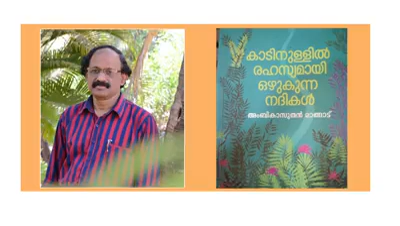 കാടിനുള്ളിൽ
രഹസ്യമായി
ഒഴുകുന്ന
നദികൾ
അംബികാസുതൻ മാങ്ങാട്